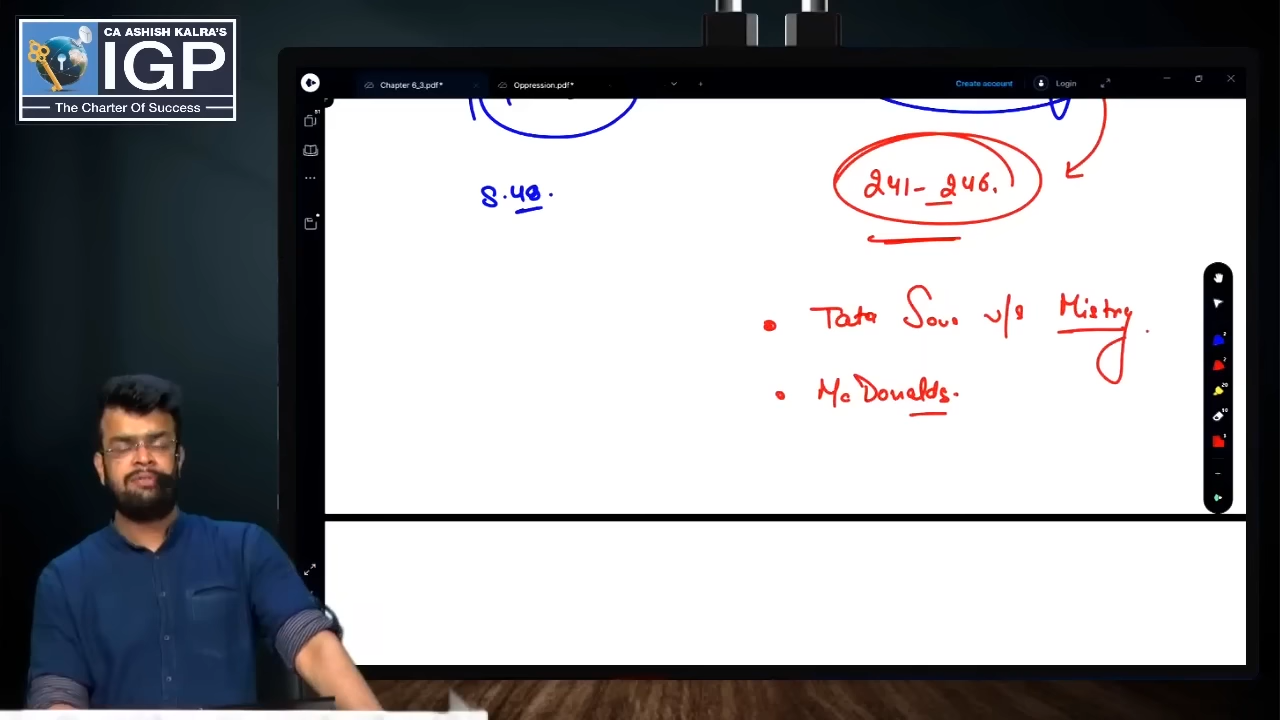 CA ASHISH KALRA'S
IGP
The Charter Of Success
Chapter 6_3.pdf*
Oppression.pdf*
Create account
Login
S.48.
241-246.
• Tata Sons v/s Mistry.
• McDonalds.